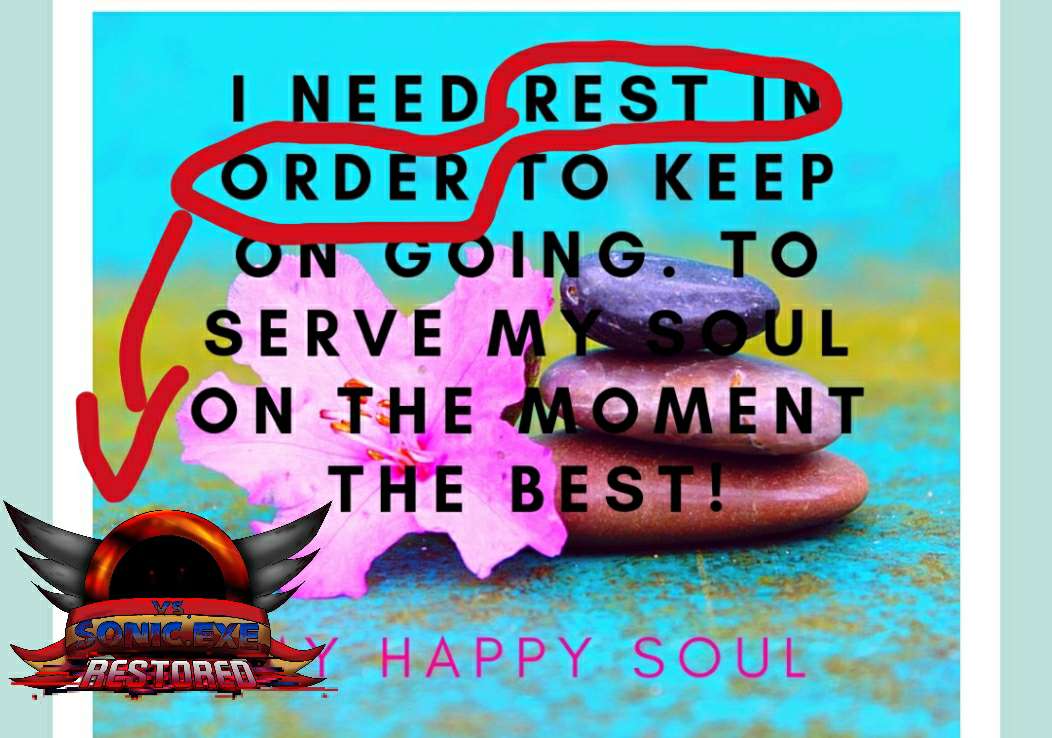 I NEED REST IN
ORDER TO KEEP
ON GOING. TO
SERVE MY SOUL
ON THE MOMENT
THE BEST!
VS.
SONIC.EXE
RESTORED
MY HAPPY SOUL